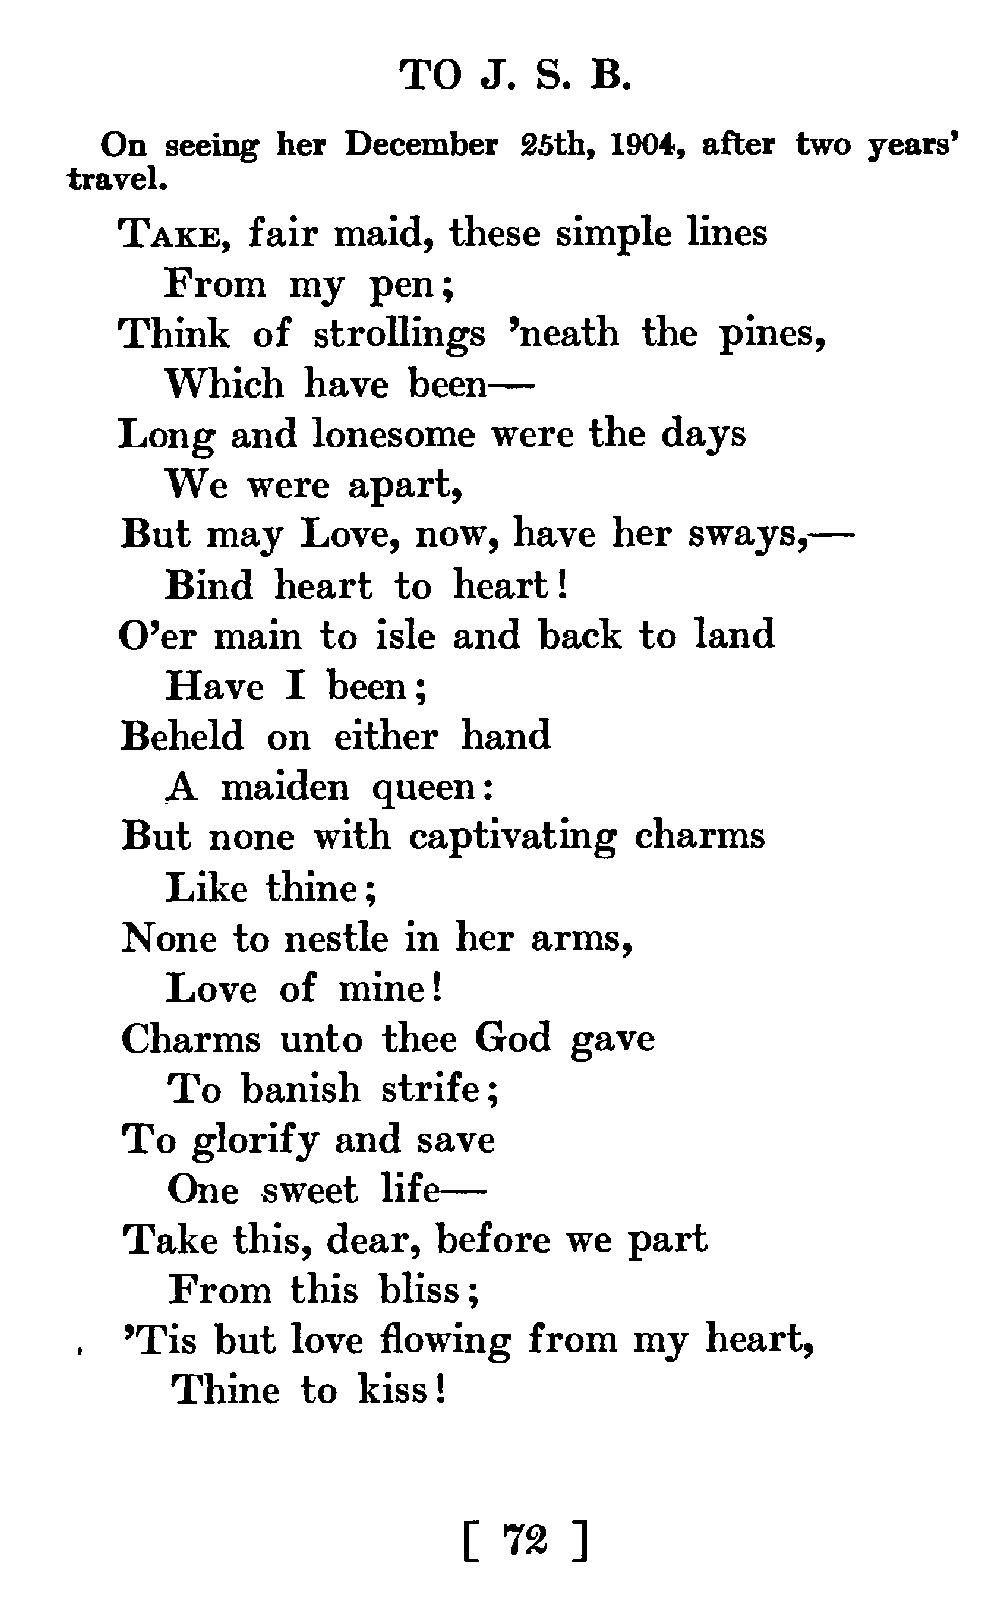 TO J. S. B.
On seeing her December 25th, 1904, after two years'
travel.
TAKE, fair maid, these simple lines
From my pen;
Think of strollings 'neath the pines,
Which have been—
Long and lonesome were the days
We were apart,
But may Love, now, have her sways,—
Bind heart to heart!
O'er main to isle and back to land
Have I been;
Beheld on either hand
A maiden queen:
But none with captivating charms
Like thine;
None to nestle in her arms,
Love of mine!
Charms unto thee God gave
To banish strife;
To glorify and save
One sweet life—
Take this, dear, before we part
From this bliss;
'Tis but love flowing from my heart,
Thine to kiss!
[ 72 ]